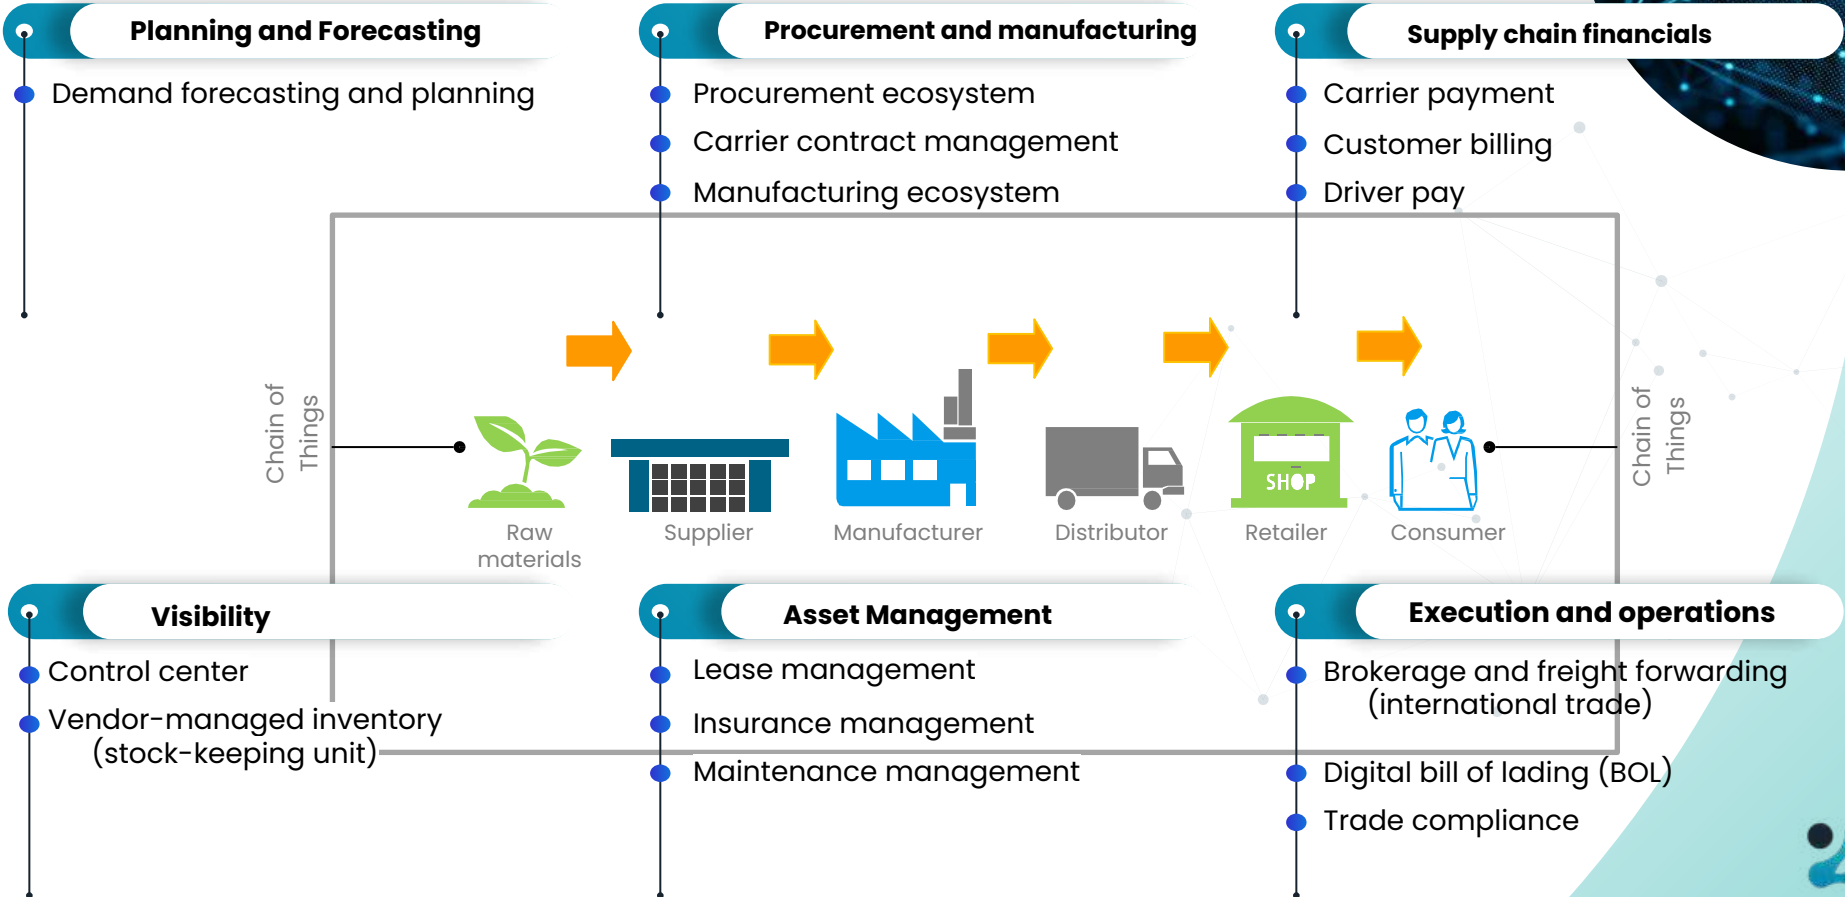 Planning and Forecasting
Demand forecasting and planning
Procurement and manufacturing
Procurement ecosystem
Carrier contract management
Manufacturing ecosystem
Supply chain financials
Carrier payment
Customer billing
Driver pay
Chain of
Things
Raw
materials
Supplier
Manufacturer
Distributor
SHOP
Retailer
Consumer
Chain of
Things
Visibility
Control center
Vendor-managed inventory
(stock-keeping unit)
Asset Management
Lease management
Insurance management
Maintenance management
Execution and operations
Brokerage and freight forwarding
(international trade)
Digital bill of lading (BOL)
Trade compliance